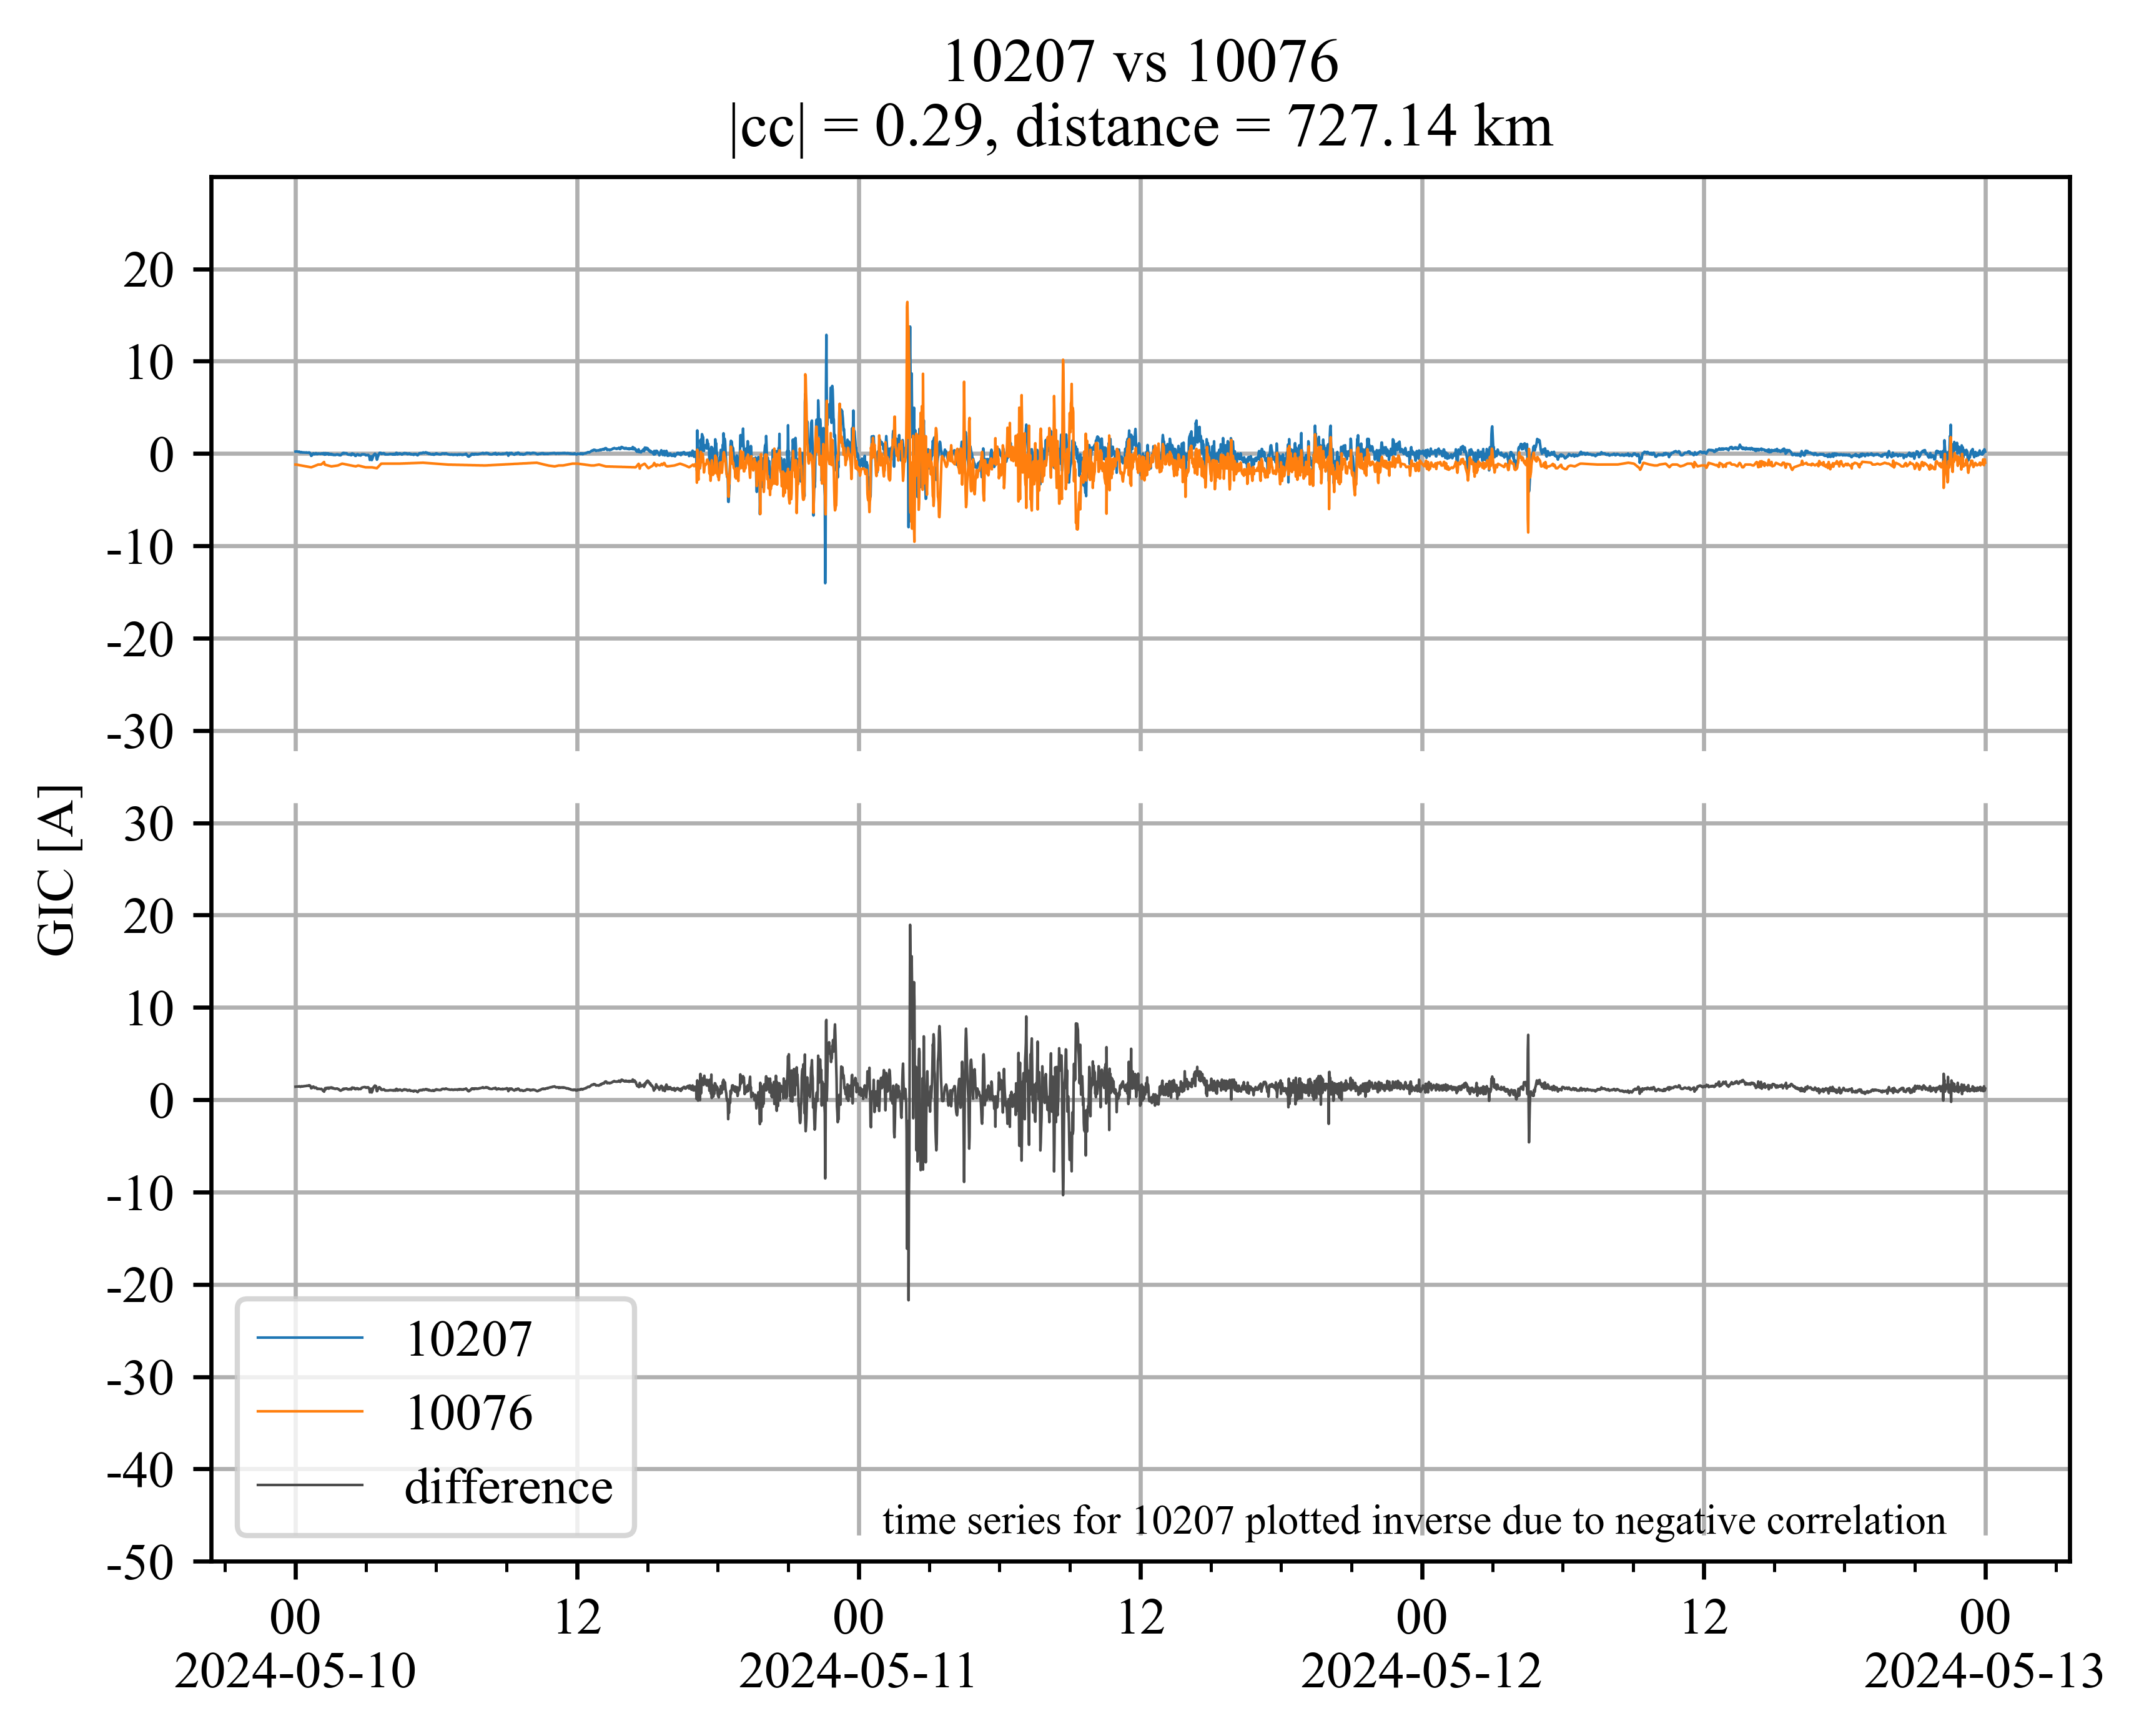 10207 vs 10076
|cc| = 0.29, distance = 727.14 km
20
10
0
-10
-20
-30
30
20
10
0
-10
-20
-30
-40
-50
GIC [A]
10207
10076
difference
time series for 10207 plotted inverse due to negative correlation
00 12 00 12 00 12 00
2024-05-10 2024-05-11 2024-05-12 2024-05-13